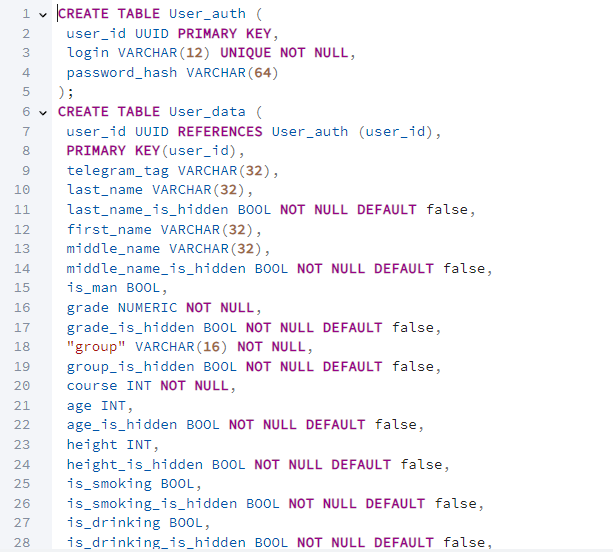 1 CREATE TABLE User_auth (
2 user_id UUID PRIMARY KEY,
3 login VARCHAR(12) UNIQUE NOT NULL,
4 password_hash VARCHAR(64)
5 );
6 CREATE TABLE User_data (
7 user_id UUID REFERENCES User_auth (user_id),
8 PRIMARY KEY(user_id),
9 telegram_tag VARCHAR(32),
10 last_name VARCHAR(32),
11 last_name_is_hidden BOOL NOT NULL DEFAULT false,
12 first_name VARCHAR(32),
13 middle_name VARCHAR(32),
14 middle_name_is_hidden BOOL NOT NULL DEFAULT false,
15 is_man BOOL,
16 grade NUMERIC NOT NULL,
17 grade_is_hidden BOOL NOT NULL DEFAULT false,
18 "group" VARCHAR(16) NOT NULL,
19 group_is_hidden BOOL NOT NULL DEFAULT false,
20 course INT NOT NULL,
21 age INT,
22 age_is_hidden BOOL NOT NULL DEFAULT false,
23 height INT,
24 height_is_hidden BOOL NOT NULL DEFAULT false,
25 is_smoking BOOL,
26 is_smoking_is_hidden BOOL NOT NULL DEFAULT false,
27 is_drinking BOOL,
28 is_drinking_is_hidden BOOL NOT NULL DEFAULT false,